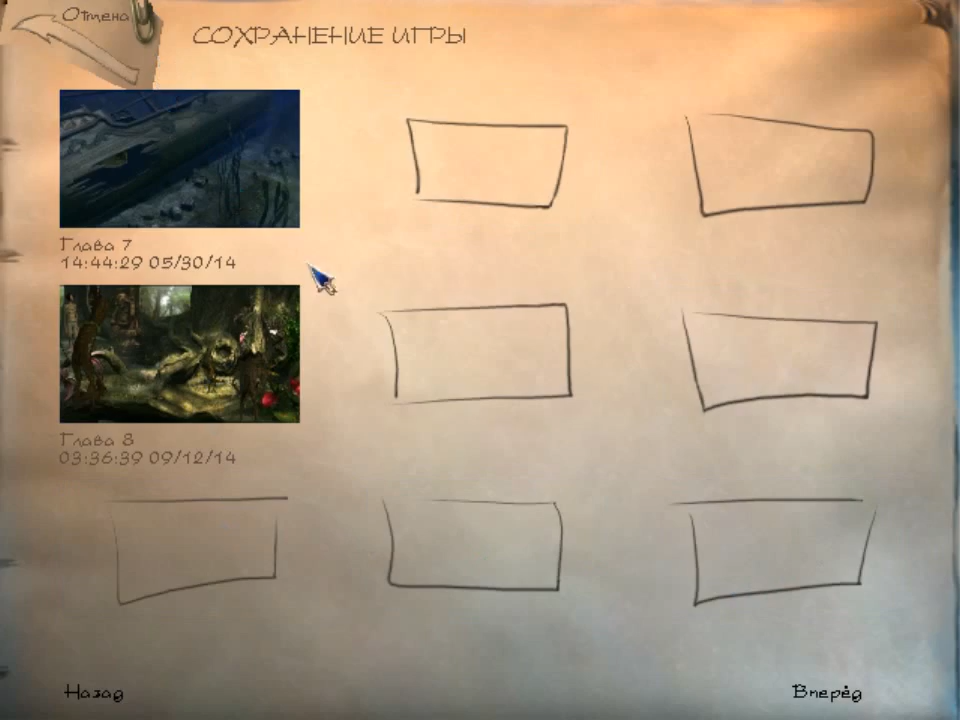 Отмена
СОХРАНЕНИЕ ИГРЫ
Глава 7
14:44:29 05/30/14
Глава 8
03:36:39 09/12/14
Назад
Вперёд